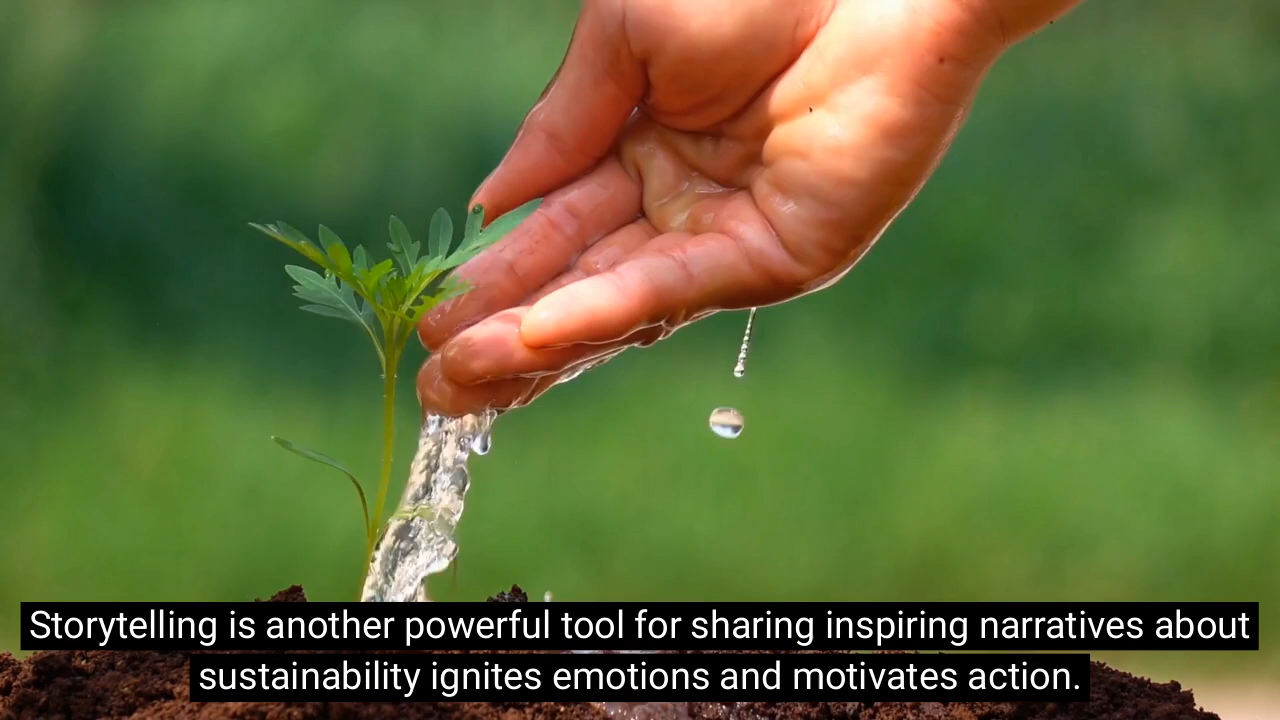 Storytelling is another powerful tool for sharing inspiring narratives about
sustainability ignites emotions and motivates action.